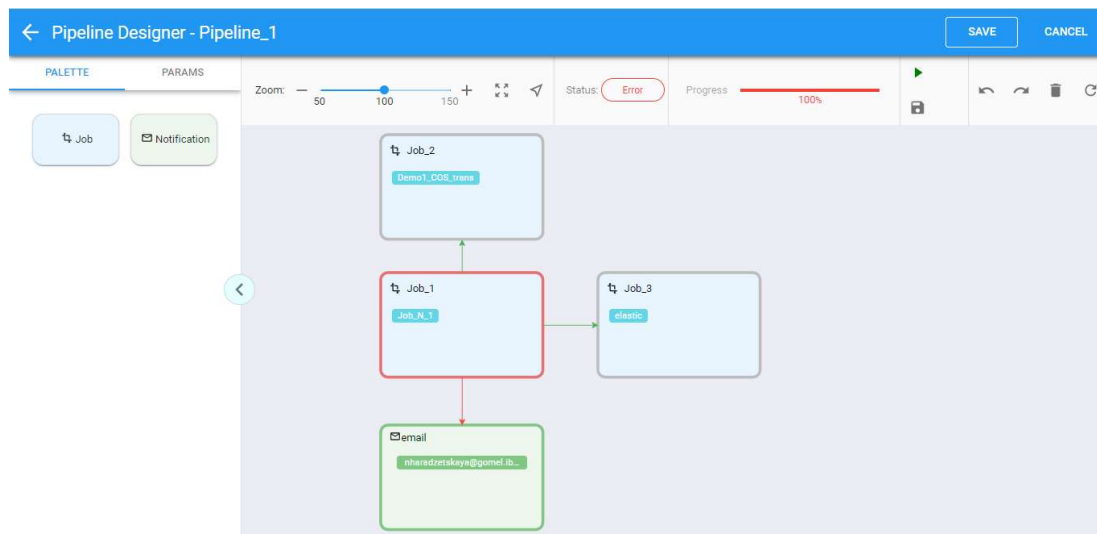 Pipeline Designer - Pipeline_1
SAVE
CANCEL
PALETTE
PARAMS
Zoom:
50
100
150
Status:
Error
Progress
100%
Job
Notification
Job_2
Demo1_COS_trans
Job_1
Job_N_1
Job_3
elastic
email
nharadzetskaya@gomel.ib...